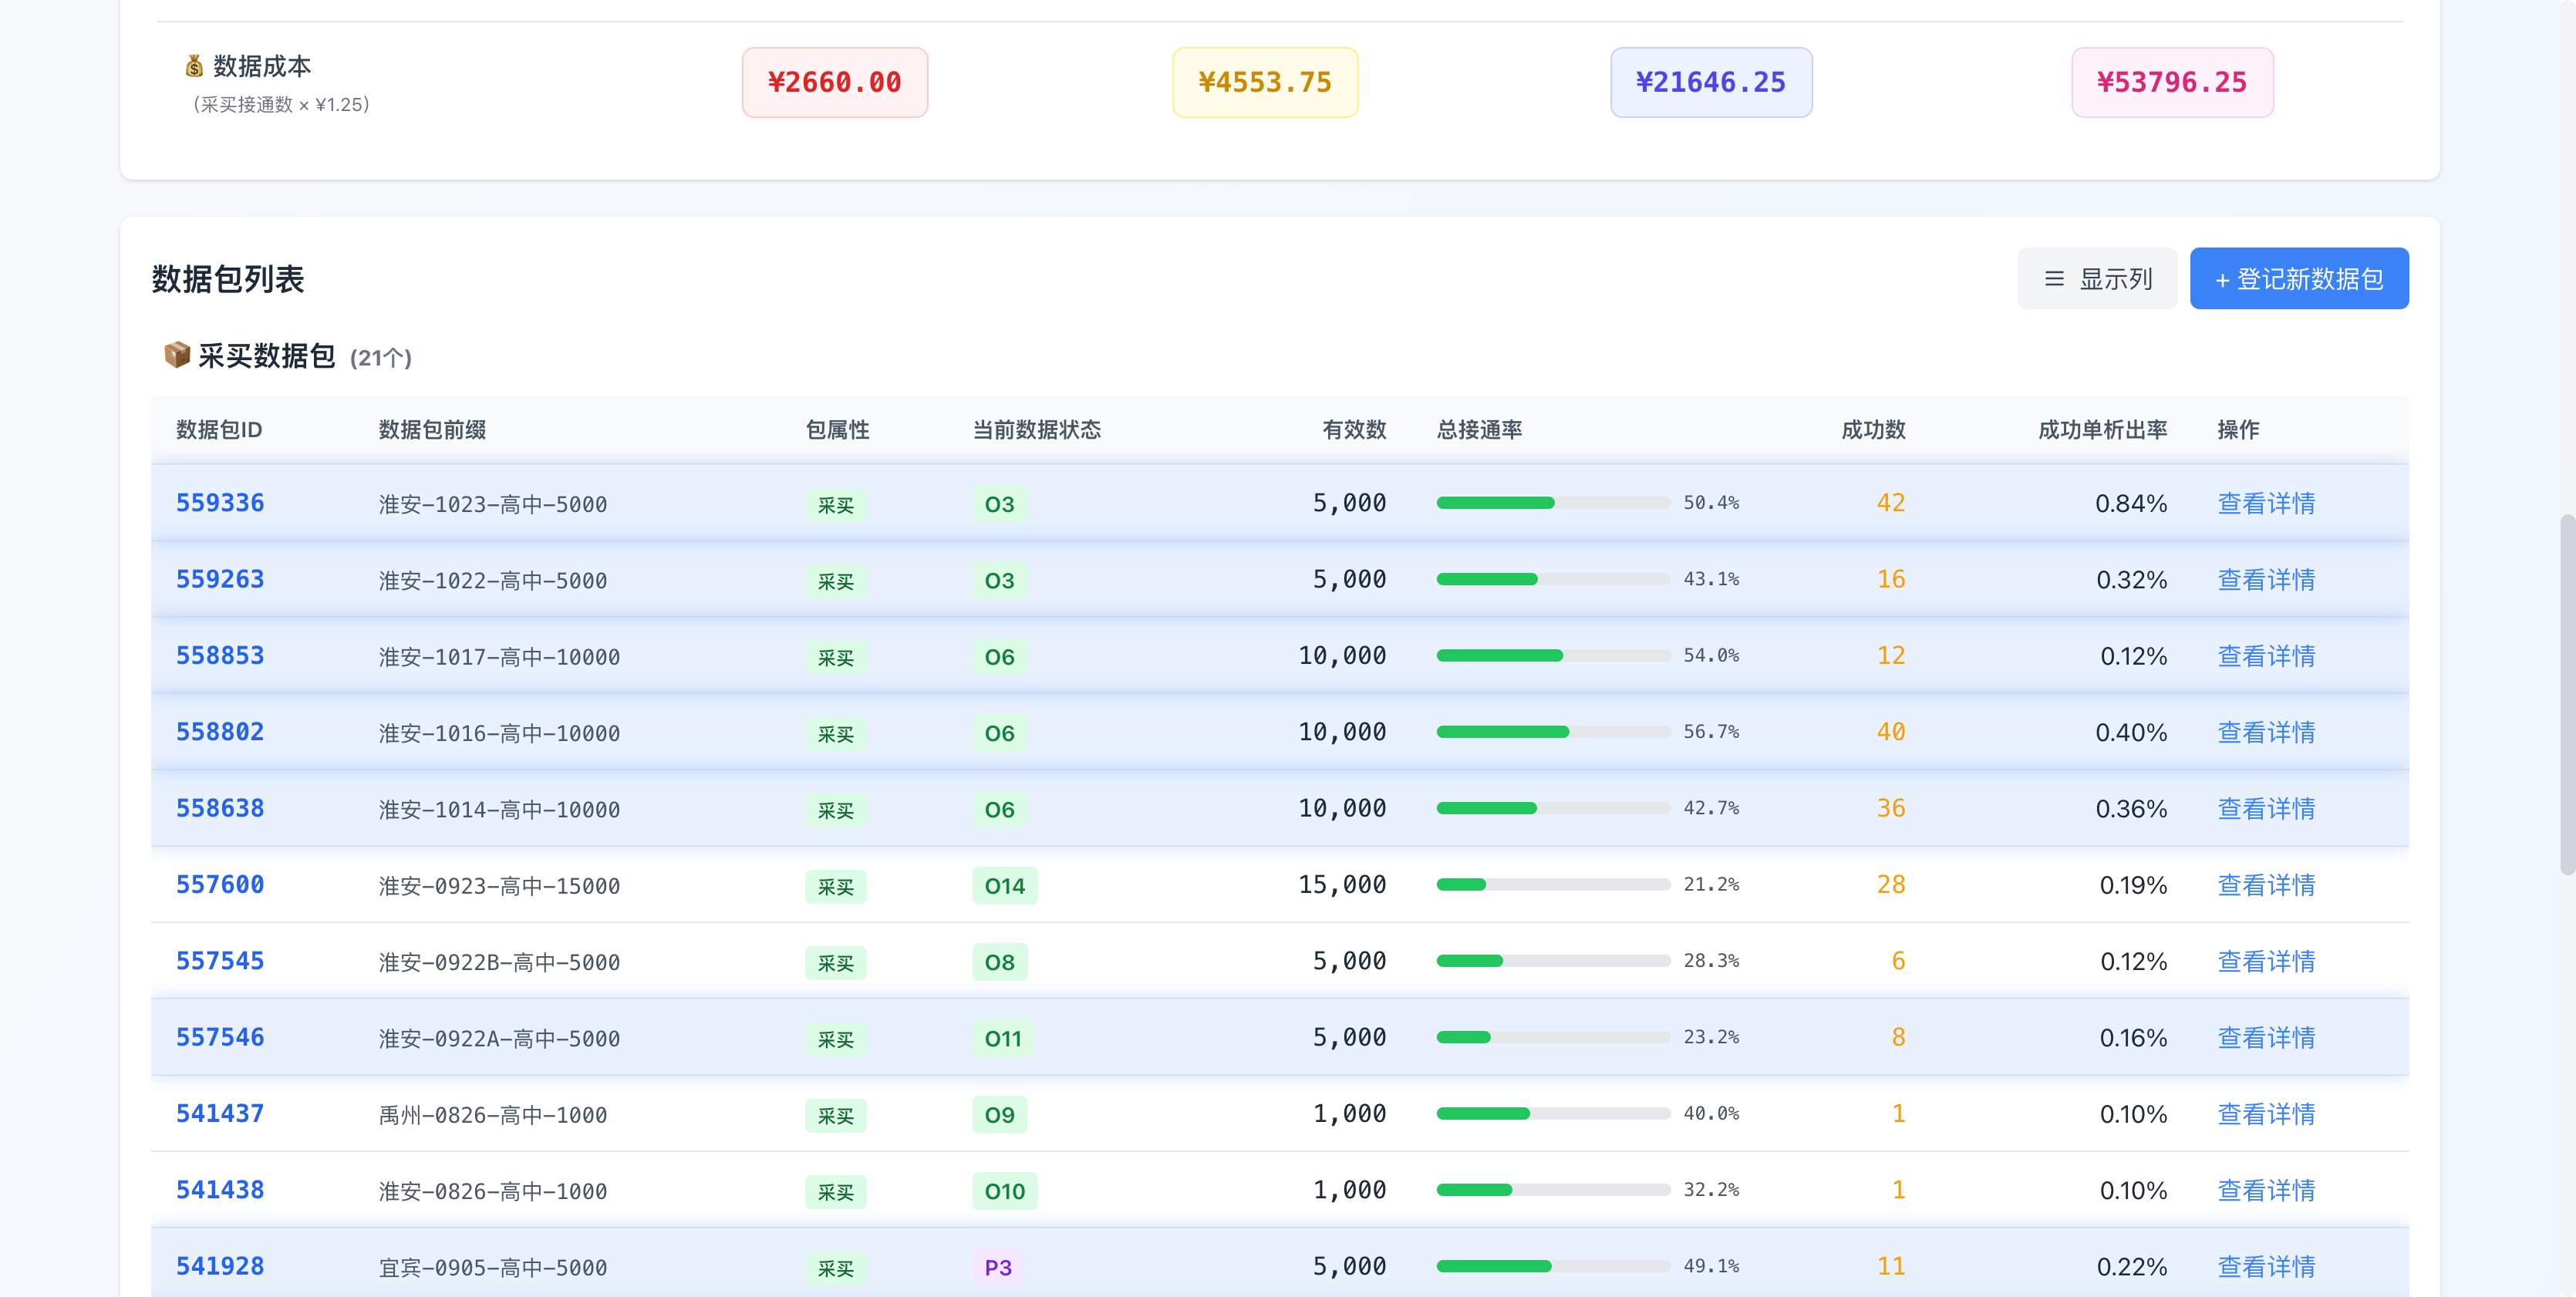 💰 数据成本
(采买接通数 × ¥1.25)
¥2660.00 ¥4553.75 ¥21646.25 ¥53796.25
数据包列表
☰ 显示列 + 登记新数据包
📦 采买数据包 (21个)
数据包ID 数据包前缀 包属性 当前数据状态 有效数 总接通率 成功数 成功单析出率 操作
559336 淮安-1023-高中-5000 采买 O3 5,000 50.4% 42 0.84% 查看详情
559263 淮安-1022-高中-5000 采买 O3 5,000 43.1% 16 0.32% 查看详情
558853 淮安-1017-高中-10000 采买 O6 10,000 54.0% 12 0.12% 查看详情
558802 淮安-1016-高中-10000 采买 O6 10,000 56.7% 40 0.40% 查看详情
558638 淮安-1014-高中-10000 采买 O6 10,000 42.7% 36 0.36% 查看详情
557600 淮安-0923-高中-15000 采买 O14 15,000 21.2% 28 0.19% 查看详情
557545 淮安-0922B-高中-5000 采买 O8 5,000 28.3% 6 0.12% 查看详情
557546 淮安-0922A-高中-5000 采买 O11 5,000 23.2% 8 0.16% 查看详情
541437 禹州-0826-高中-1000 采买 O9 1,000 40.0% 1 0.10% 查看详情
541438 淮安-0826-高中-1000 采买 O10 1,000 32.2% 1 0.10% 查看详情
541928 宜宾-0905-高中-5000 采买 P3 5,000 49.1% 11 0.22% 查看详情